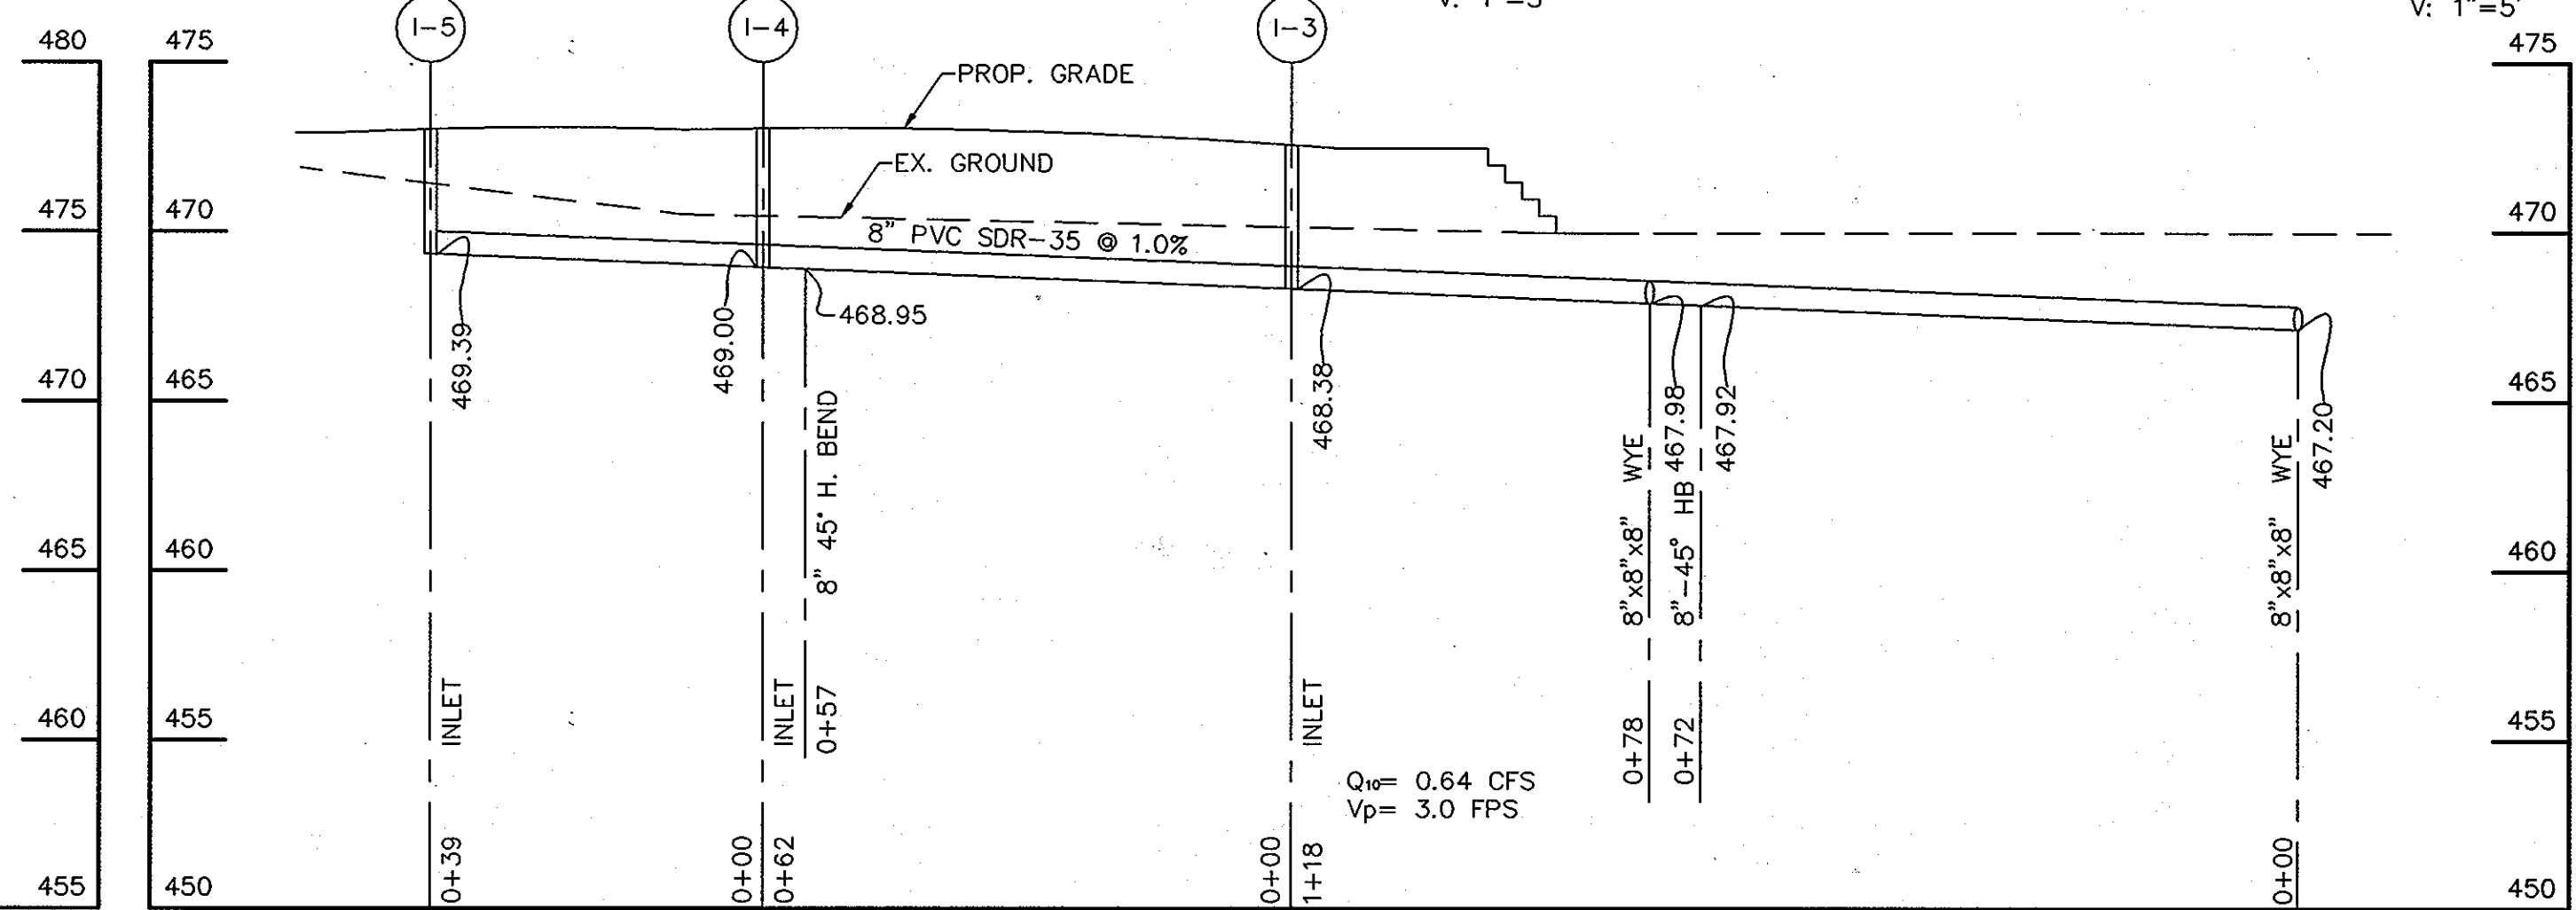 V: 1"=5'
I-5
I-4
I-3
480
475
475
PROP. GRADE
EX. GROUND
475
470
470
8" PVC SDR-35 @ 1.0%
469.39
469.00
468.95
468.38
467.98
467.92
467.20
470
465
465
8" 45° H. BEND
8"x8"x8" WYE
8"-45° HB
8"x8"x8" WYE
465
460
460
INLET
INLET
0+57
INLET
0+78
0+72
460
455
455
Q10= 0.64 CFS
Vp= 3.0 FPS
0+39
0+00
0+62
0+00
1+18
0+00
455
450
450